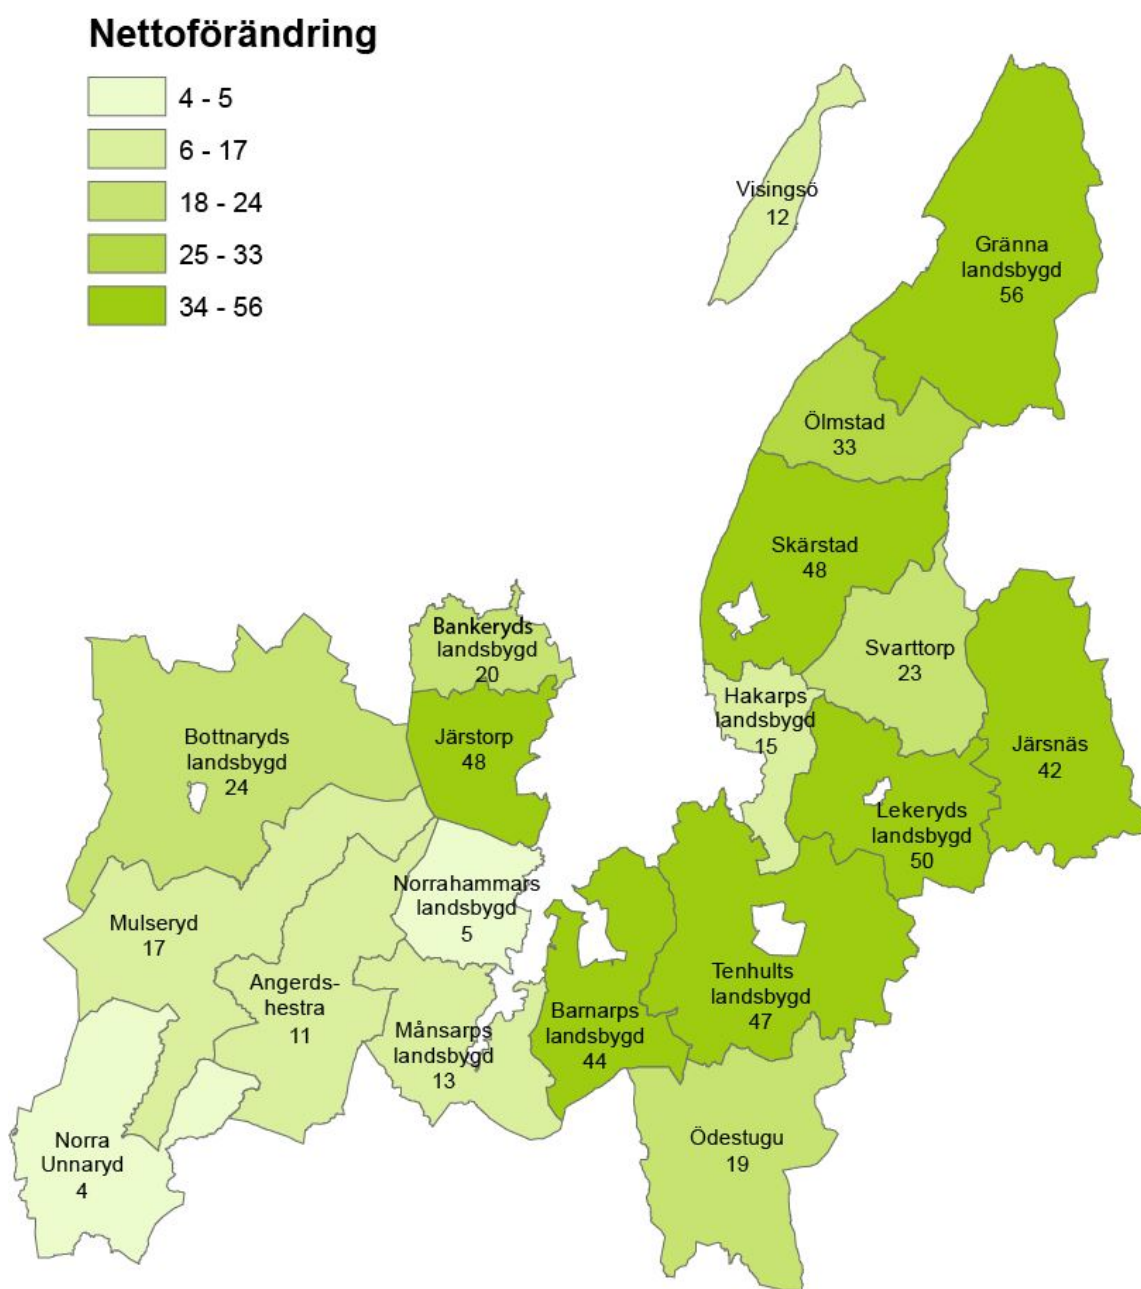 Nettoförändring
4 - 5
6 - 17
18 - 24
25 - 33
34 - 56
Visingsö
12
Gränna
landsbygd
56
Ölmstad
33
Skärstad
48
Svarttorp
23
Bankeryds
landsbygd
20
Hakarps
landsbygd
15
Järsnäs
42
Järstorp
48
Bottnaryds
landsbygd
24
Lekeryds
landsbygd
50
Norrahammars
landsbygd
5
Mulseryd
17
Angerds-
hestra
11
Tenhults
landsbygd
47
Barnarps
landsbygd
44
Månsarps
landsbygd
13
Ödestugu
19
Norra
Unnaryd
4